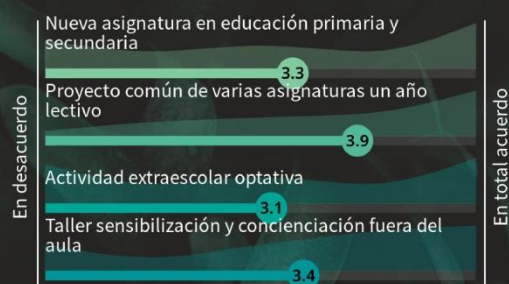 En desacuerdo
Nueva asignatura en educación primaria y
secundaria
3.3
Proyecto común de varias asignaturas un año
lectivo
3.9
Actividad extraescolar optativa
3.1
Taller sensibilización y concienciación fuera del
aula
3.4
En total acuerdo